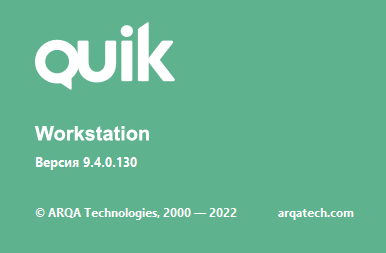 quik
Workstation
Версия 9.4.0.130
© ARQA Technologies, 2000 — 2022 arqatech.com